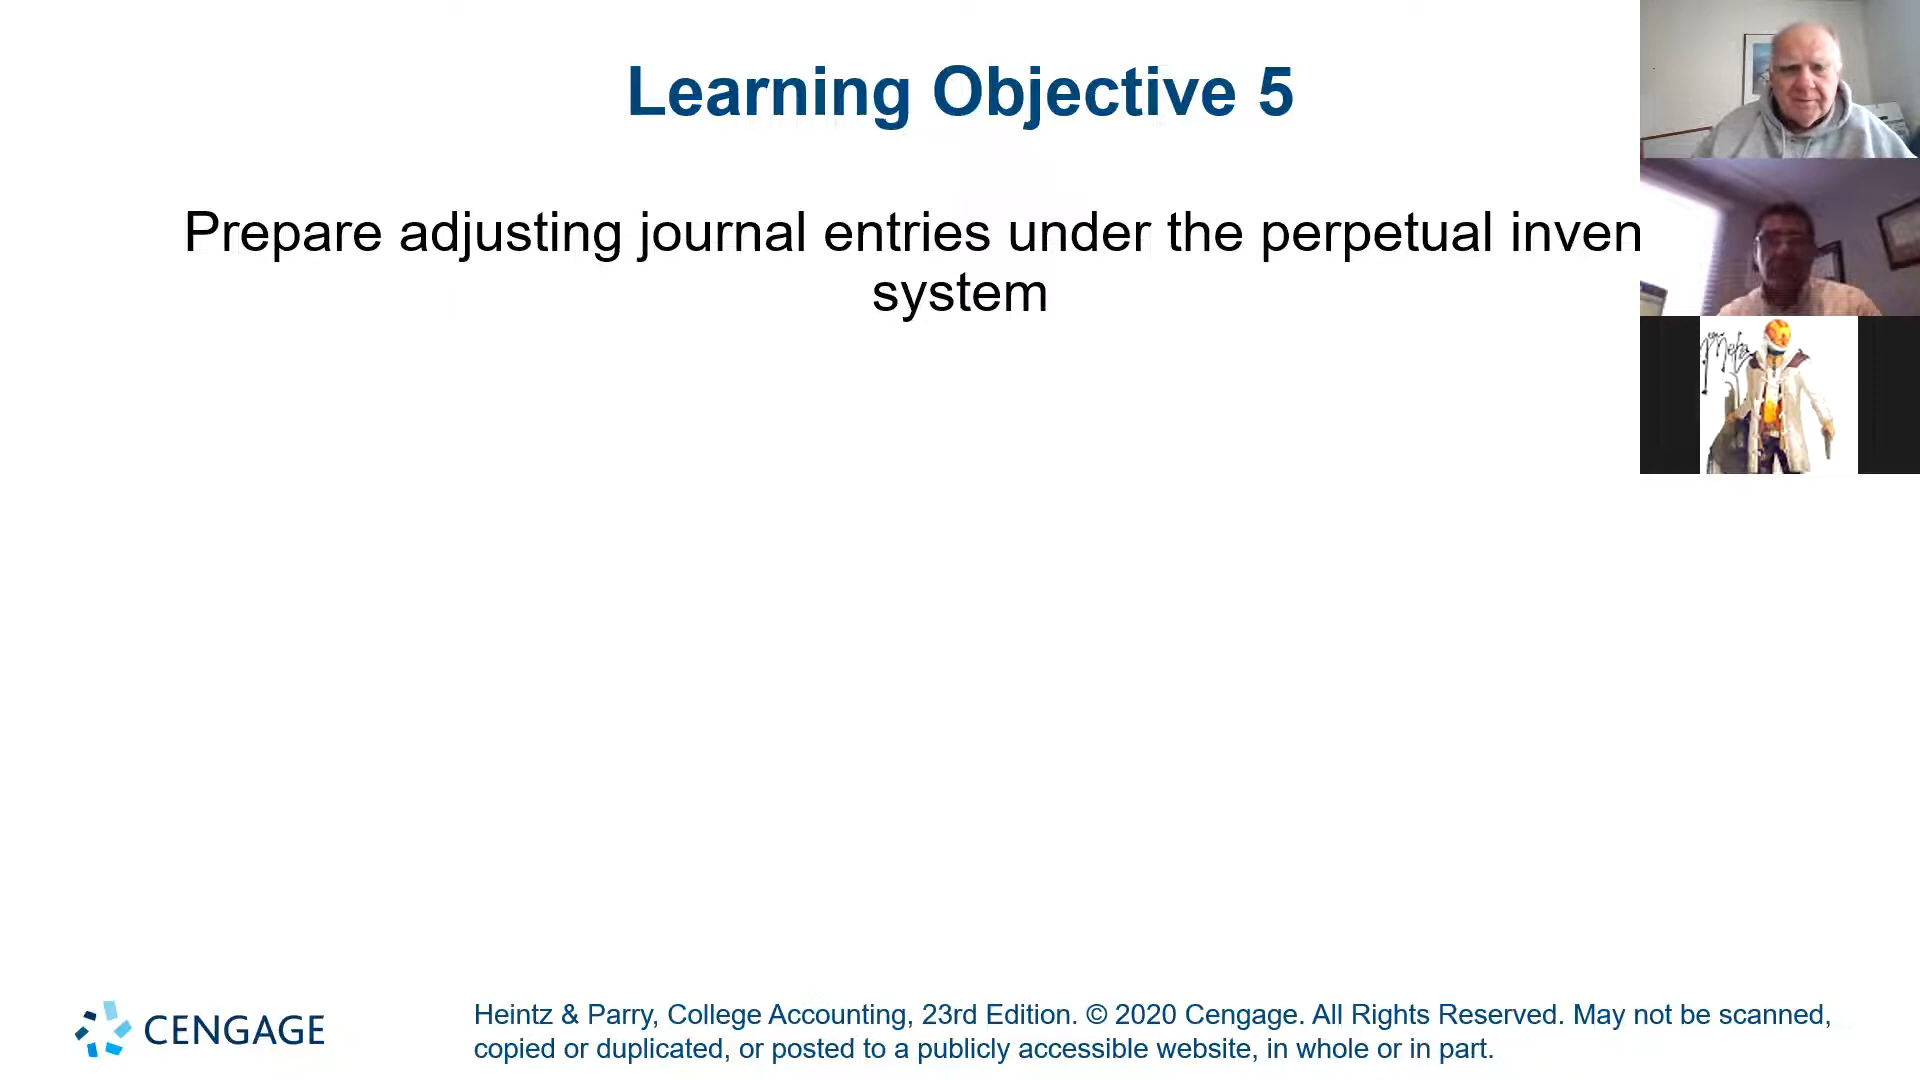 Learning Objective 5
Prepare adjusting journal entries under the perpetual inven
system
CENGAGE
Heintz & Parry, College Accounting, 23rd Edition. © 2020 Cengage. All Rights Reserved. May not be scanned,
copied or duplicated, or posted to a publicly accessible website, in whole or in part.